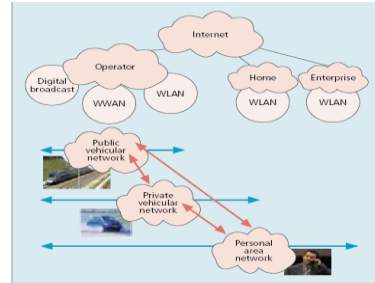 Internet
Operator
Digital
broadcast
WWAN
WLAN
Home
WLAN
Enterprise
WLAN
Public
vehicular
network
Private
vehicular
network
Personal
area
network